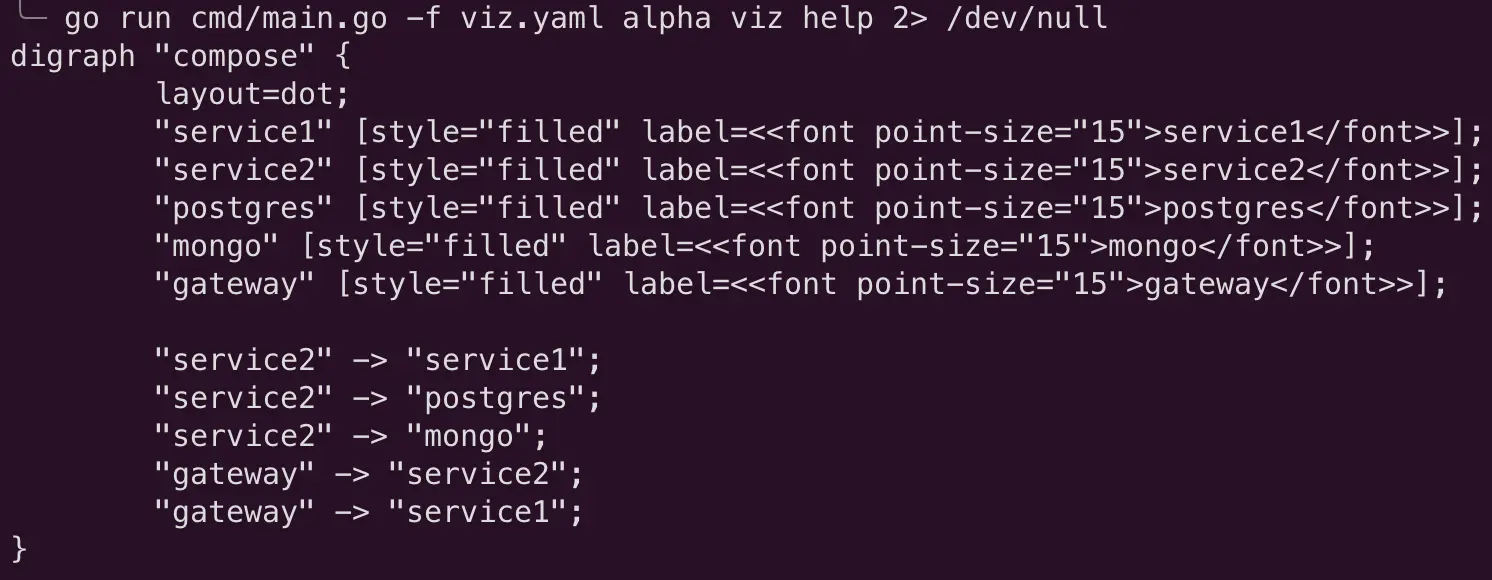 go run cmd/main.go -f viz.yaml alpha viz help 2> /dev/null
digraph "compose" {
layout=dot;
"service1" [style="filled" label=<<font point-size="15">service1</font>>];
"service2" [style="filled" label=<<font point-size="15">service2</font>>];
"postgres" [style="filled" label=<<font point-size="15">postgres</font>>];
"mongo" [style="filled" label=<<font point-size="15">mongo</font>>];
"gateway" [style="filled" label=<<font point-size="15">gateway</font>>];
"service2" -> "service1";
"service2" -> "postgres";
"service2" -> "mongo";
"gateway" -> "service2";
"gateway" -> "service1";
}